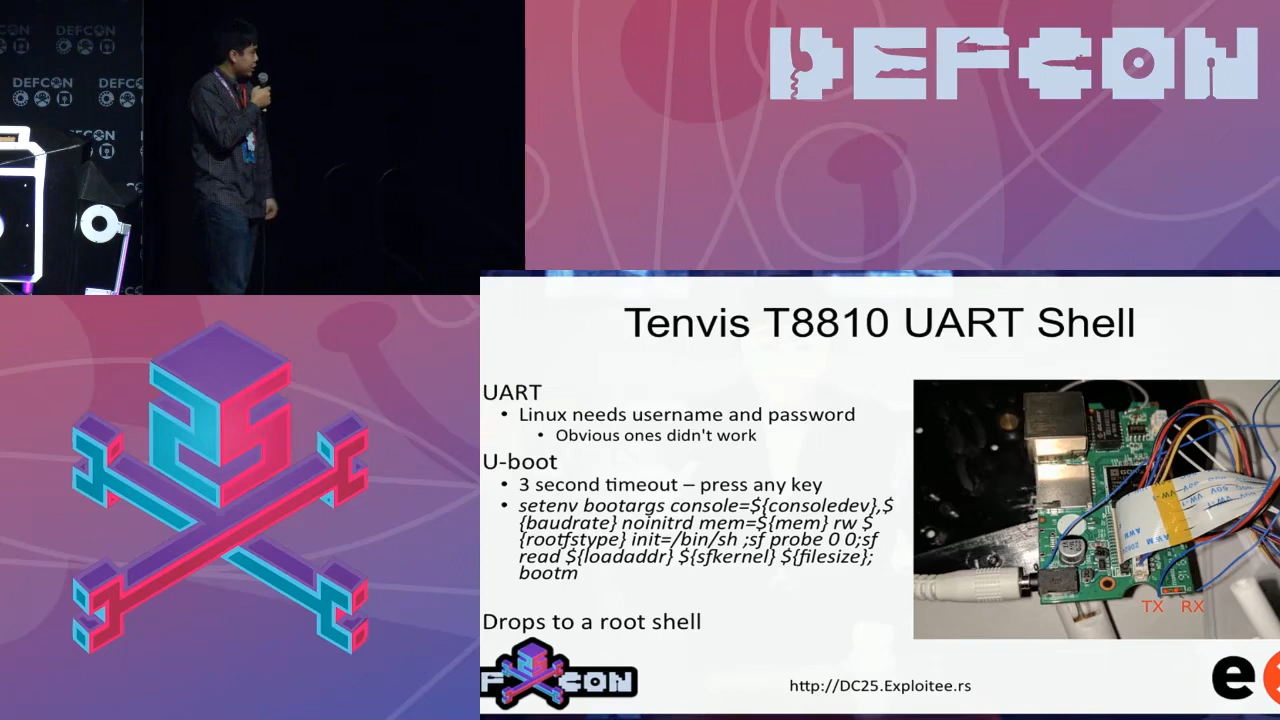 DEFCON
DEFCON
DEFCON
DEFCON
Tenvis T8810 UART Shell
UART
• Linux needs username and password
• Obvious ones didn't work
U-boot
• 3 second timeout – press any key
• setenv bootargs console=${consoledev},$
{baudrate} noinitrd mem=${mem} rw $
{rootfstype} init=/bin/sh ;sf probe 0 0;sf
read ${loadaddr} ${sfkernel} ${filesize};
bootm
Drops to a root shell
TX RX
F CON
http://DC25.Exploitee.rs
e